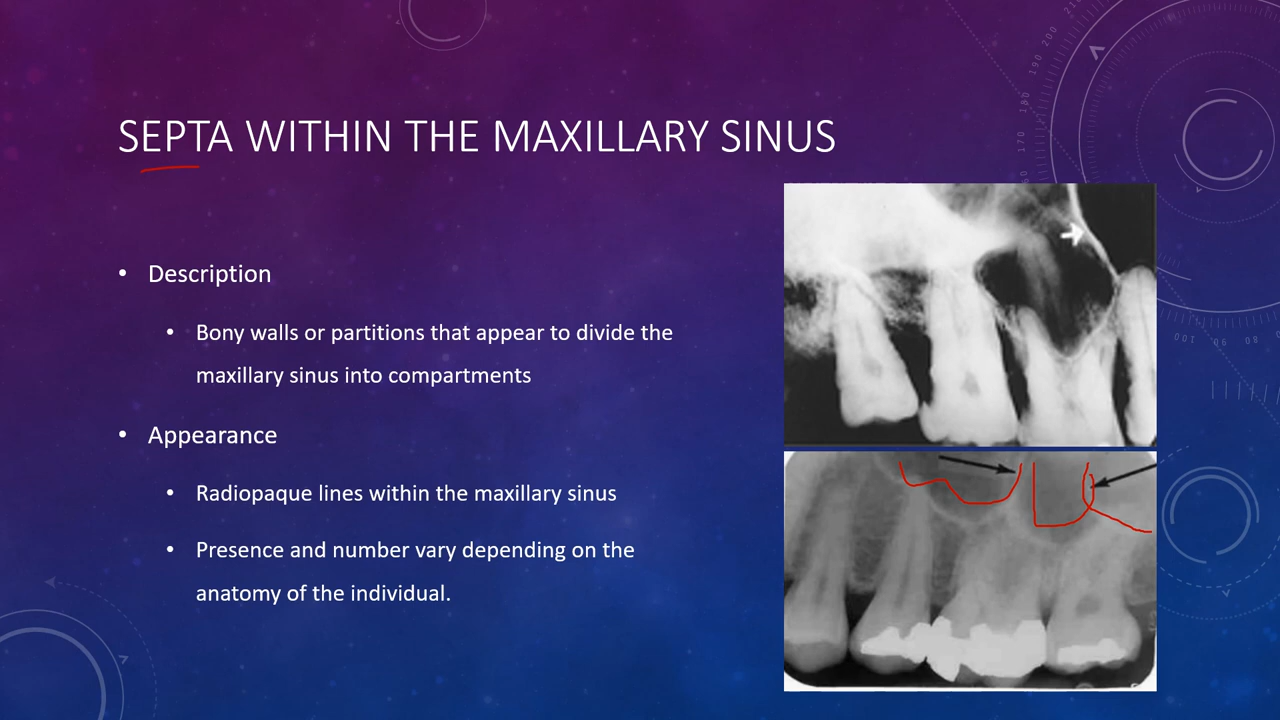 SEPTA WITHIN THE MAXILLARY SINUS
• Description
• Bony walls or partitions that appear to divide the
maxillary sinus into compartments
• Appearance
• Radiopaque lines within the maxillary sinus
• Presence and number vary depending on the
anatomy of the individual.